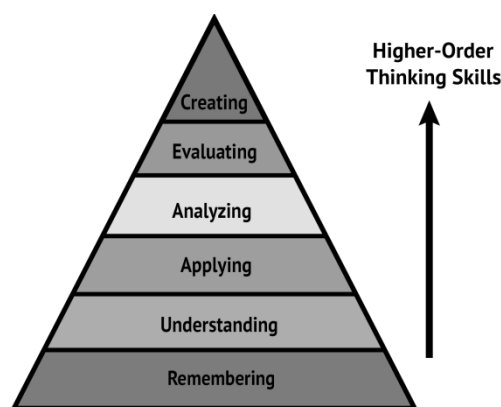 Higher-Order
Thinking Skills
Creating
Evaluating
Analyzing
Applying
Understanding
Remembering